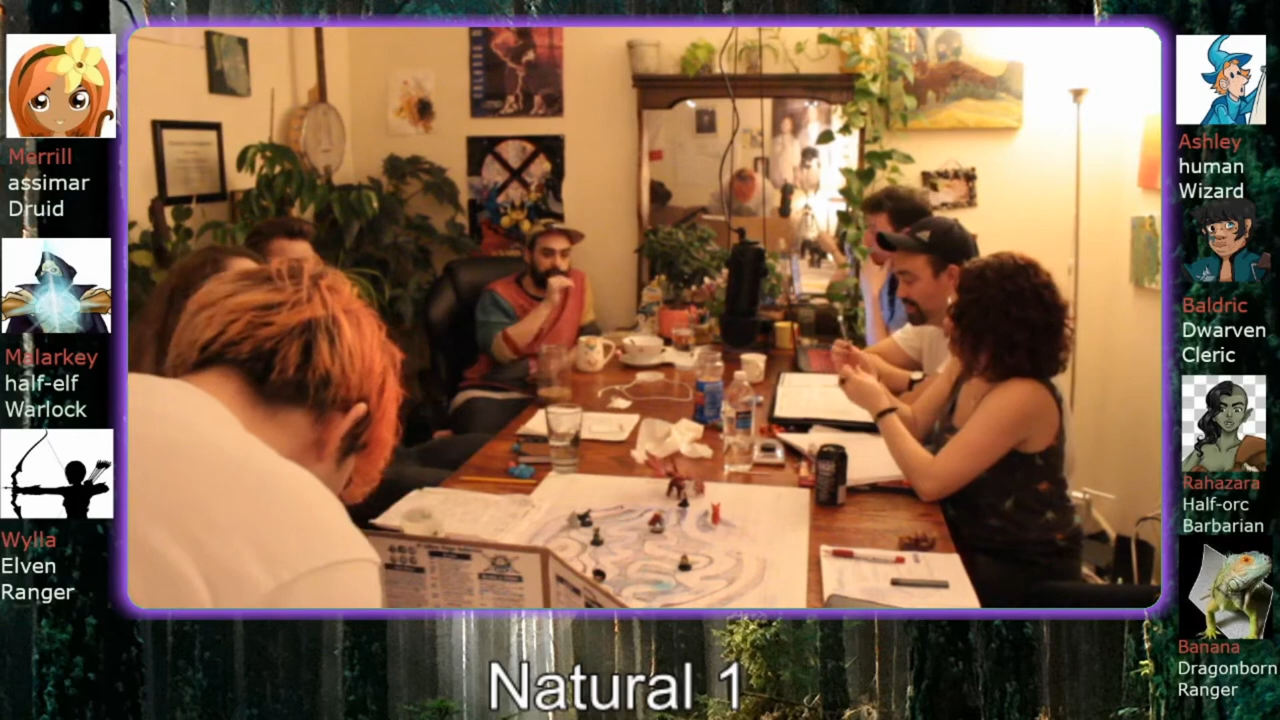 Merrill
assimar
Druid
Malarkey
half-elf
Warlock
Wylla
Elven
Ranger
Ashley
human
Wizard
Baldric
Dwarven
Cleric
Rahazara
Half-orc
Barbarian
Banana
Dragonborn
Ranger
Natural 1